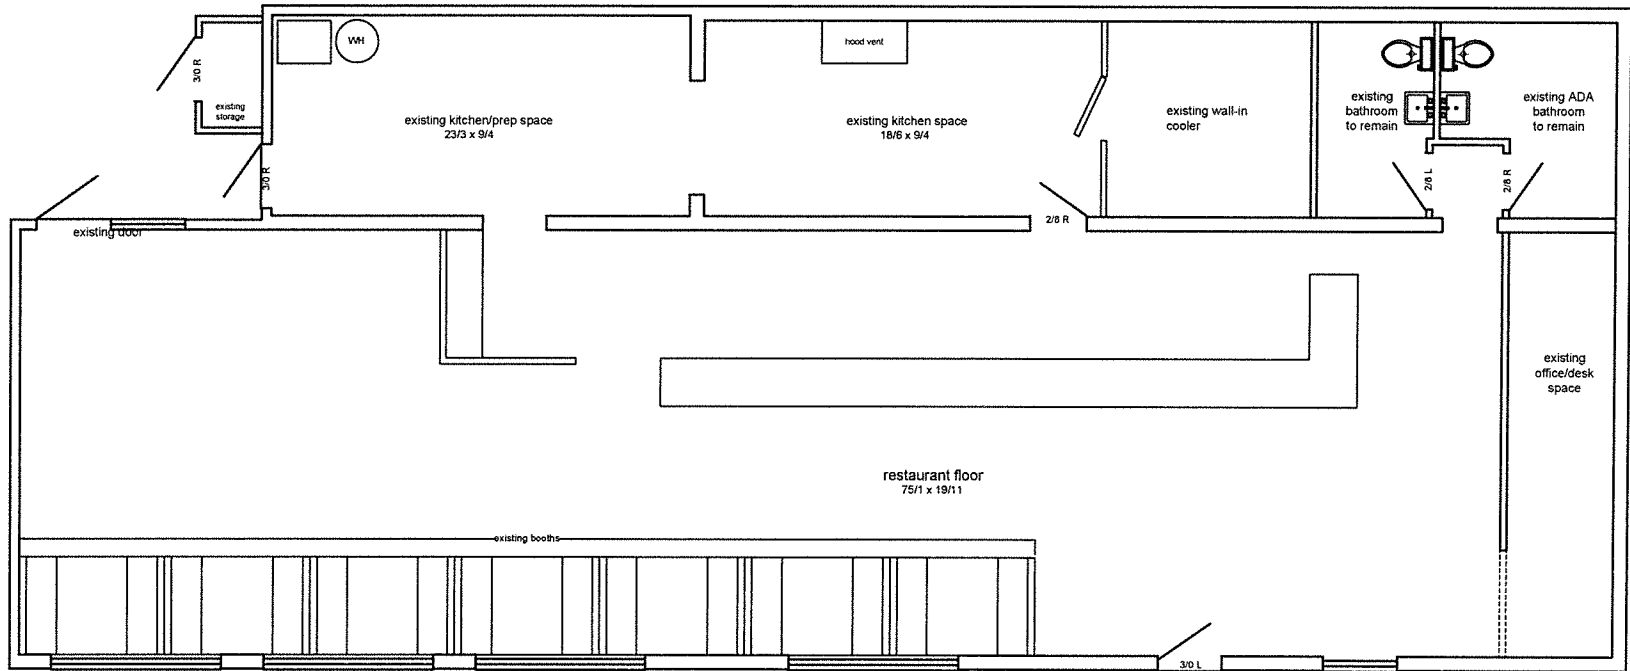 WH
hood vent
3/0 R
existing
storage
existing kitchen/prep space
23/3 x 9/4
existing kitchen space
18/6 x 9/4
existing wall-in
cooler
existing
bathroom
to remain
existing ADA
bathroom
to remain
3/0 R
2/8 L
2/8 R
2/8 R
existing door
existing
office/desk
space
restaurant floor
75/1 x 19/11
existing booths
3/0 L